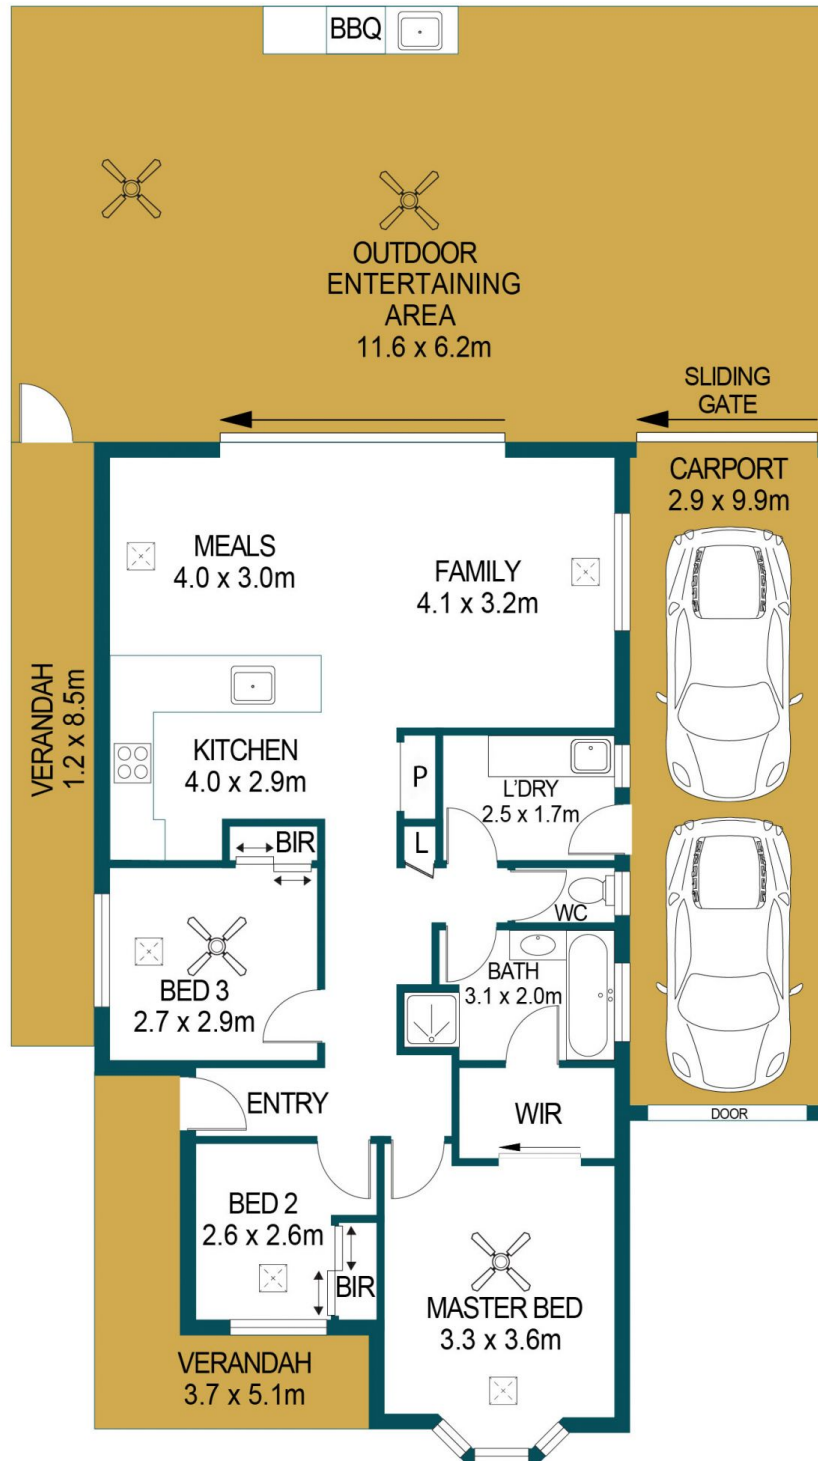 BBQ
OUTDOOR
ENTERTAINING
AREA
11.6 x 6.2m
SLIDING
GATE
CARPORT
2.9 x 9.9m
MEALS
4.0 x 3.0m
FAMILY
4.1 x 3.2m
VERANDAH
1.2 x 8.5m
KITCHEN
4.0 x 2.9m
P
L'DRY
2.5 x 1.7m
BIR
L
WC
BED 3
2.7 x 2.9m
BATH
3.1 x 2.0m
ENTRY
WIR
DOOR
BED 2
2.6 x 2.6m
BIR
MASTER BED
3.3 x 3.6m
VERANDAH
3.7 x 5.1m